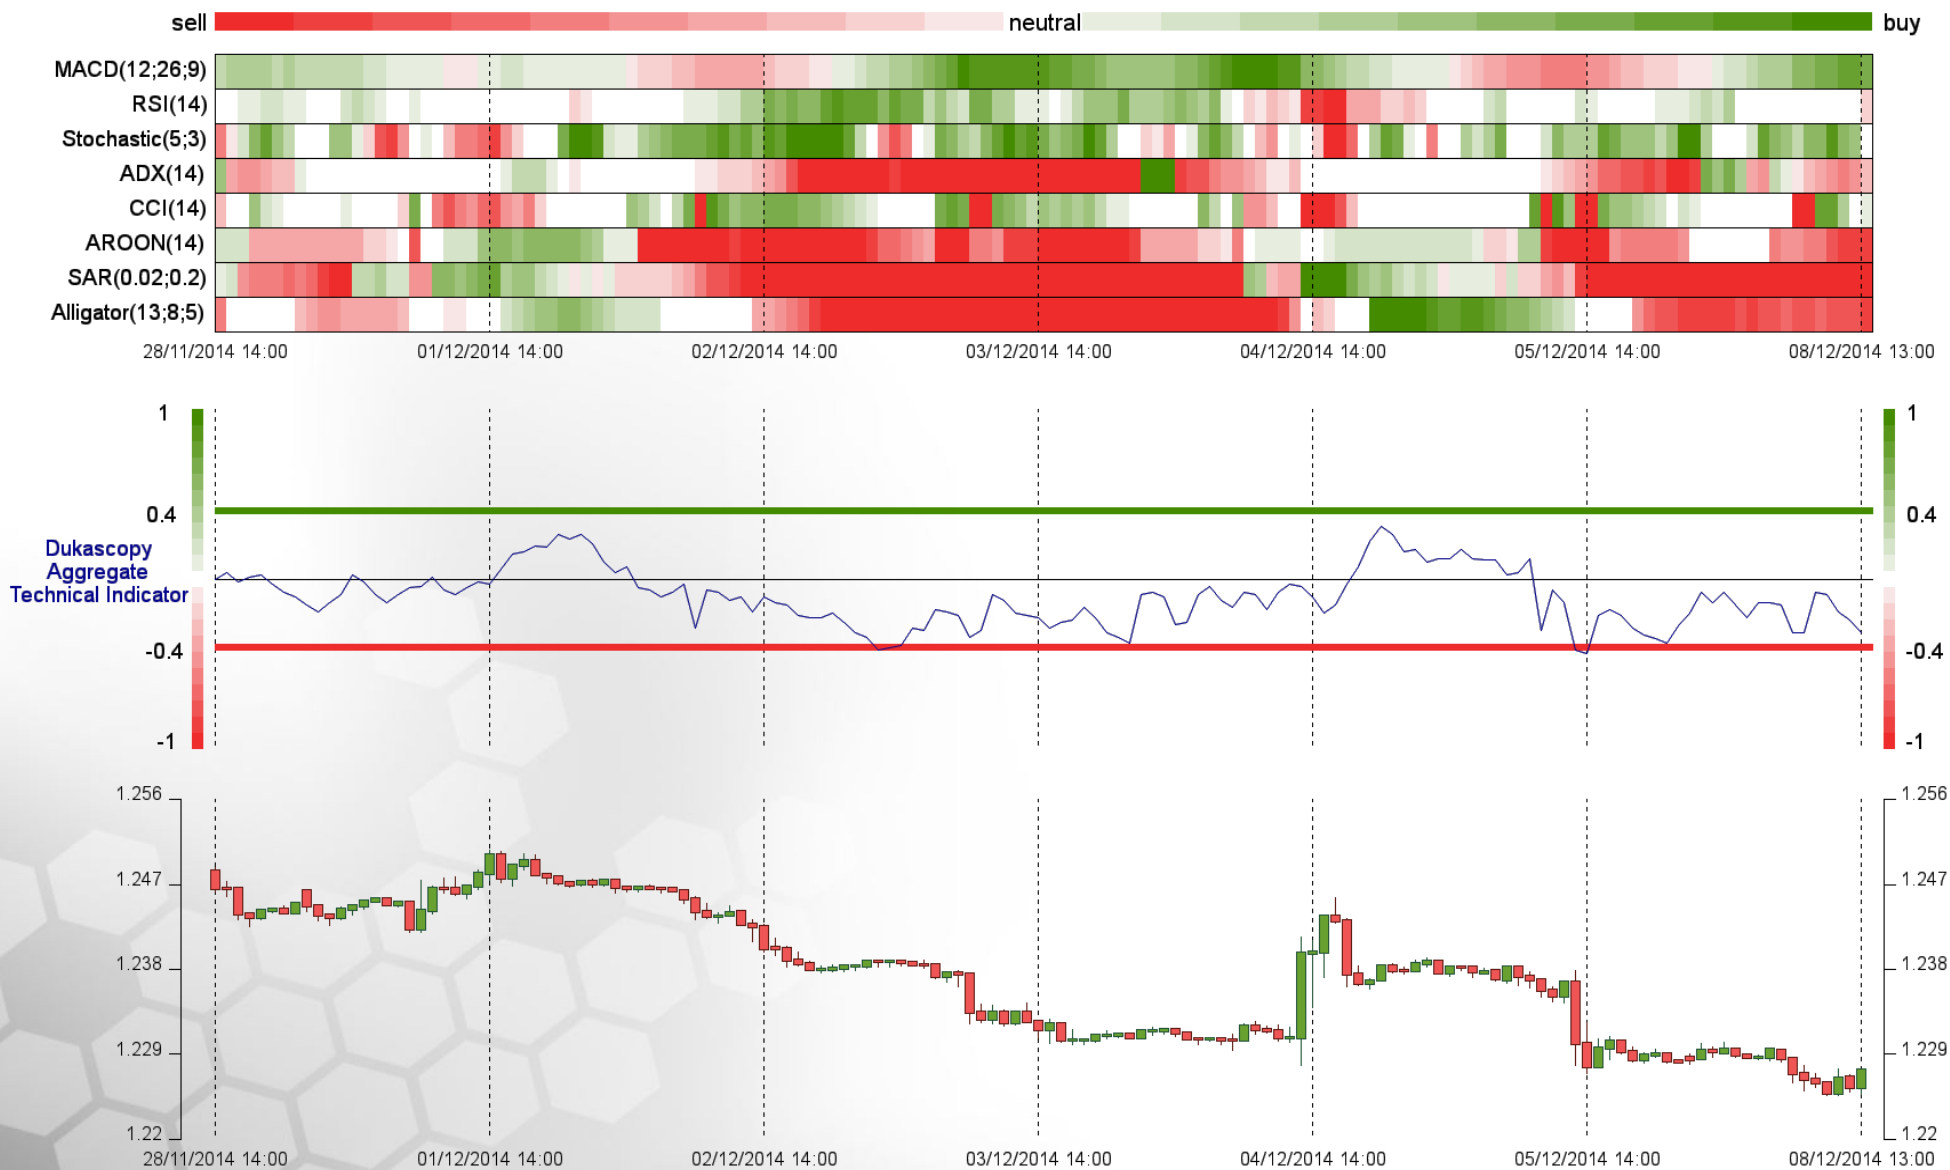 sell neutral buy
MACD(12;26;9)
RSI(14)
Stochastic(5;3)
ADX(14)
CCI(14)
AROON(14)
SAR(0.02;0.2)
Alligator(13;8;5)
28/11/2014 14:00 01/12/2014 14:00 02/12/2014 14:00 03/12/2014 14:00 04/12/2014 14:00 05/12/2014 14:00 08/12/2014 13:00
1 1
0.4 0.4
Dukascopy
Aggregate
Technical Indicator
-0.4 -0.4
-1 -1
1.256 1.256
1.247 1.247
1.238 1.238
1.229 1.229
1.22 1.22
28/11/2014 14:00 01/12/2014 14:00 02/12/2014 14:00 03/12/2014 14:00 04/12/2014 14:00 05/12/2014 14:00 08/12/2014 13:00